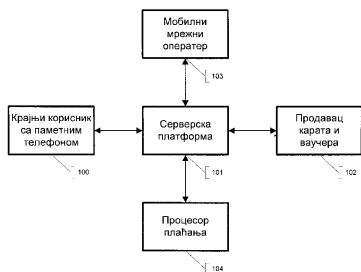 Мобилни
мрежни
оператер
103
Крајњи корисник
са паметним
телефоном
100
Серверска
платформа
101
Продавац
карата и
ваучера
102
Процесор
плаћања
104